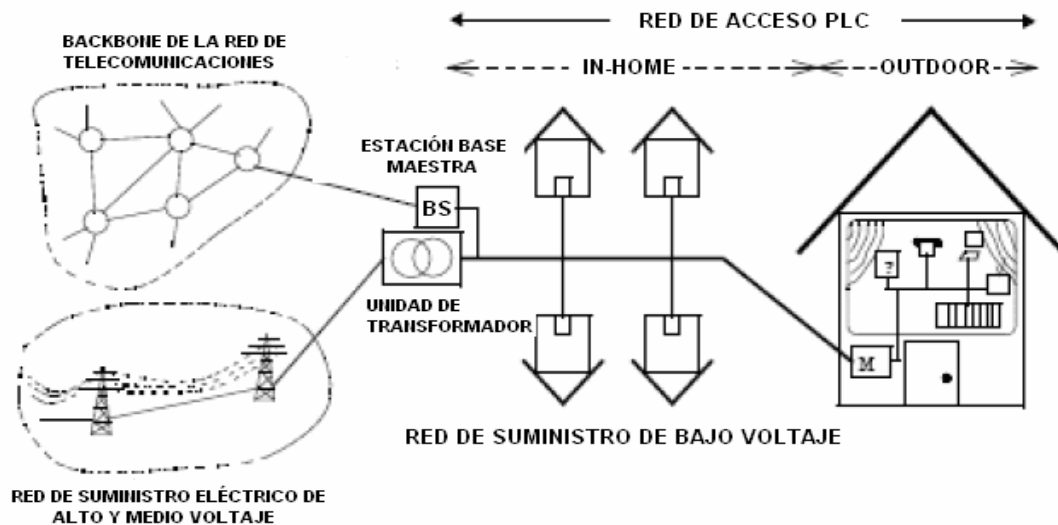 RED DE ACCESO PLC
BACKBONE DE LA RED DE
TELECOMUNICACIONES
IN-HOME
OUTDOOR
ESTACIÓN BASE
MAESTRA
BS
UNIDAD DE
TRANSFORMADOR
?
M
RED DE SUMINISTRO DE BAJO VOLTAJE
RED DE SUMINISTRO ELÉCTRICO DE
ALTO Y MEDIO VOLTAJE